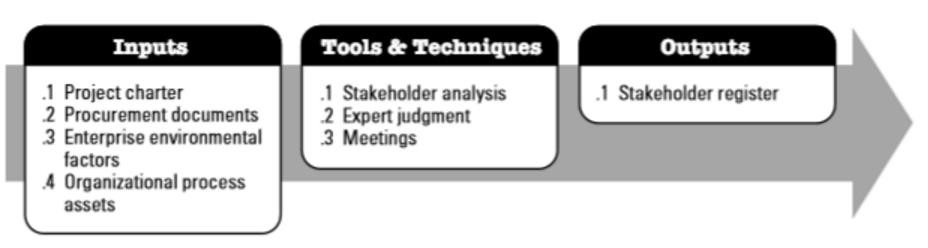 Inputs
.1 Project charter
.2 Procurement documents
.3 Enterprise environmental
factors
.4 Organizational process
assets
Tools & Techniques
.1 Stakeholder analysis
.2 Expert judgment
.3 Meetings
Outputs
.1 Stakeholder register